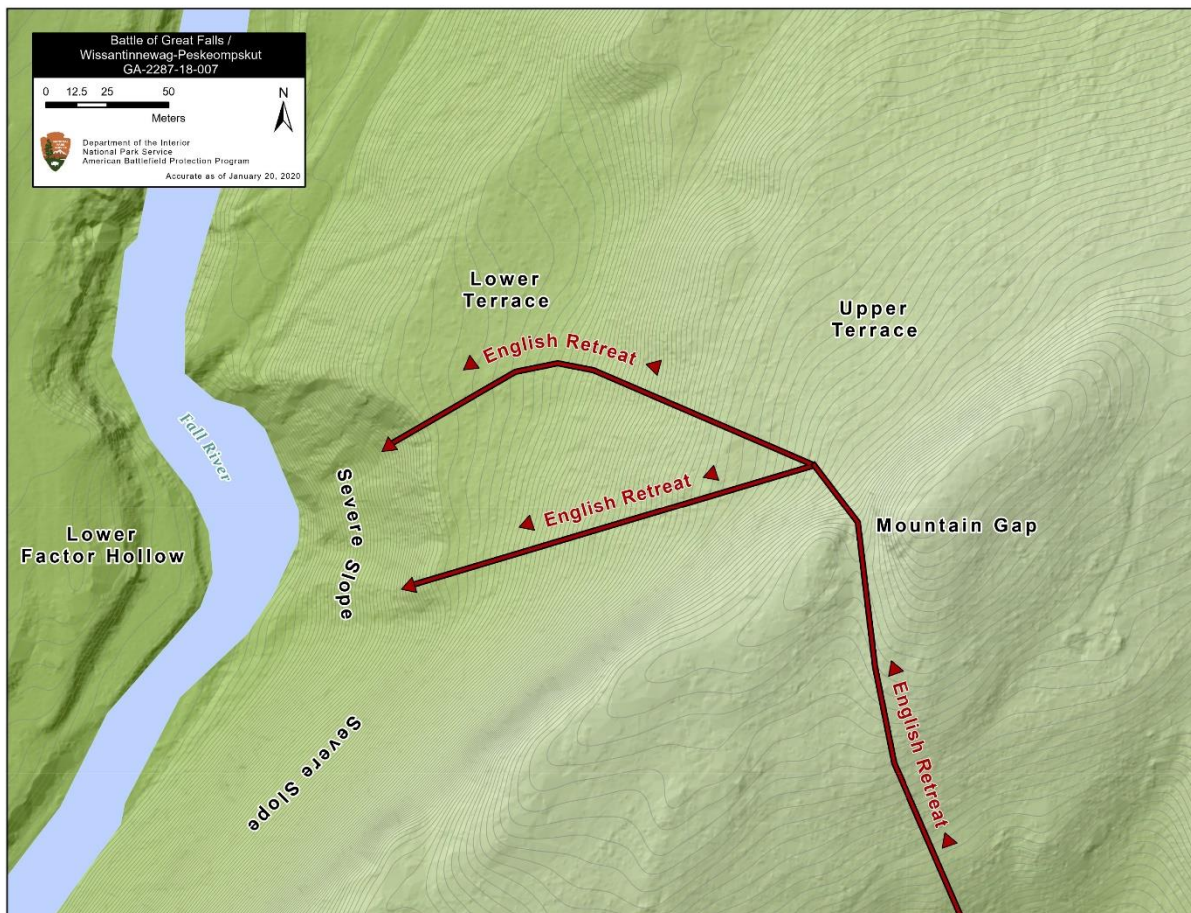 Battle of Great Falls /
Wissantinnewag-Peskeompskut
GA-2287-18-007
0 12.5 25 50
Meters
N
Department of the Interior
National Park Service
American Battlefield Protection Program
Accurate as of January 20, 2020
Lower
Terrace
Upper
Terrace
English Retreat
Fall River
Severe Slope
English Retreat
Mountain Gap
Lower
Factor Hollow
English Retreat
Severe Slope